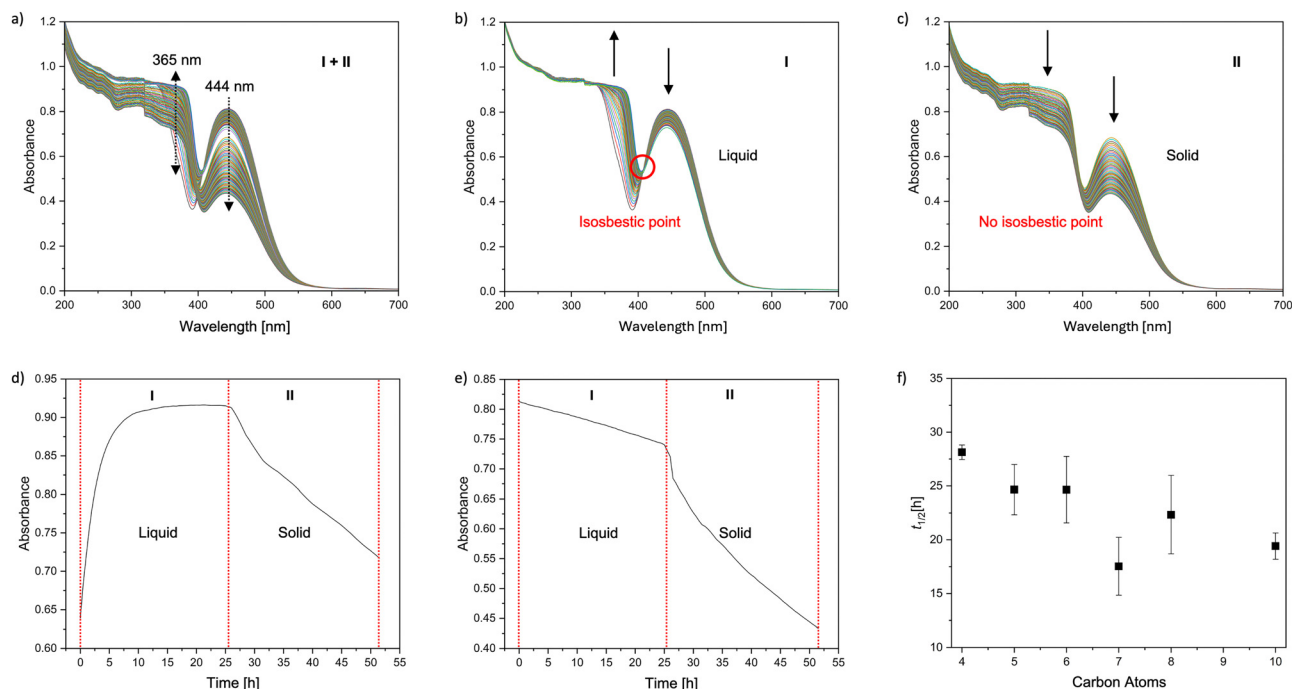 a)
1.2
1.0
0.8
0.6
0.4
0.2
0.0
Absorbance
365 nm
444 nm
I + II
200 300 400 500 600 700
Wavelength [nm]
b)
1.2
1.0
0.8
0.6
0.4
0.2
0.0
Absorbance
I
Liquid
Isosbestic point
200 300 400 500 600 700
Wavelength [nm]
c)
1.2
1.0
0.8
0.6
0.4
0.2
0.0
Absorbance
II
Solid
No isosbestic point
200 300 400 500 600 700
Wavelength [nm]
d)
0.95
0.90
0.85
0.80
0.75
0.70
0.65
0.60
Absorbance
I II
Liquid Solid
0 5 10 15 20 25 30 35 40 45 50 55
Time [h]
e)
0.85
0.80
0.75
0.70
0.65
0.60
0.55
0.50
0.45
0.40
Absorbance
I II
Liquid Solid
0 5 10 15 20 25 30 35 40 45 50 55
Time [h]
f)
35
30
25
20
15
10
t1/2[h]
4 5 6 7 8 9 10
Carbon Atoms